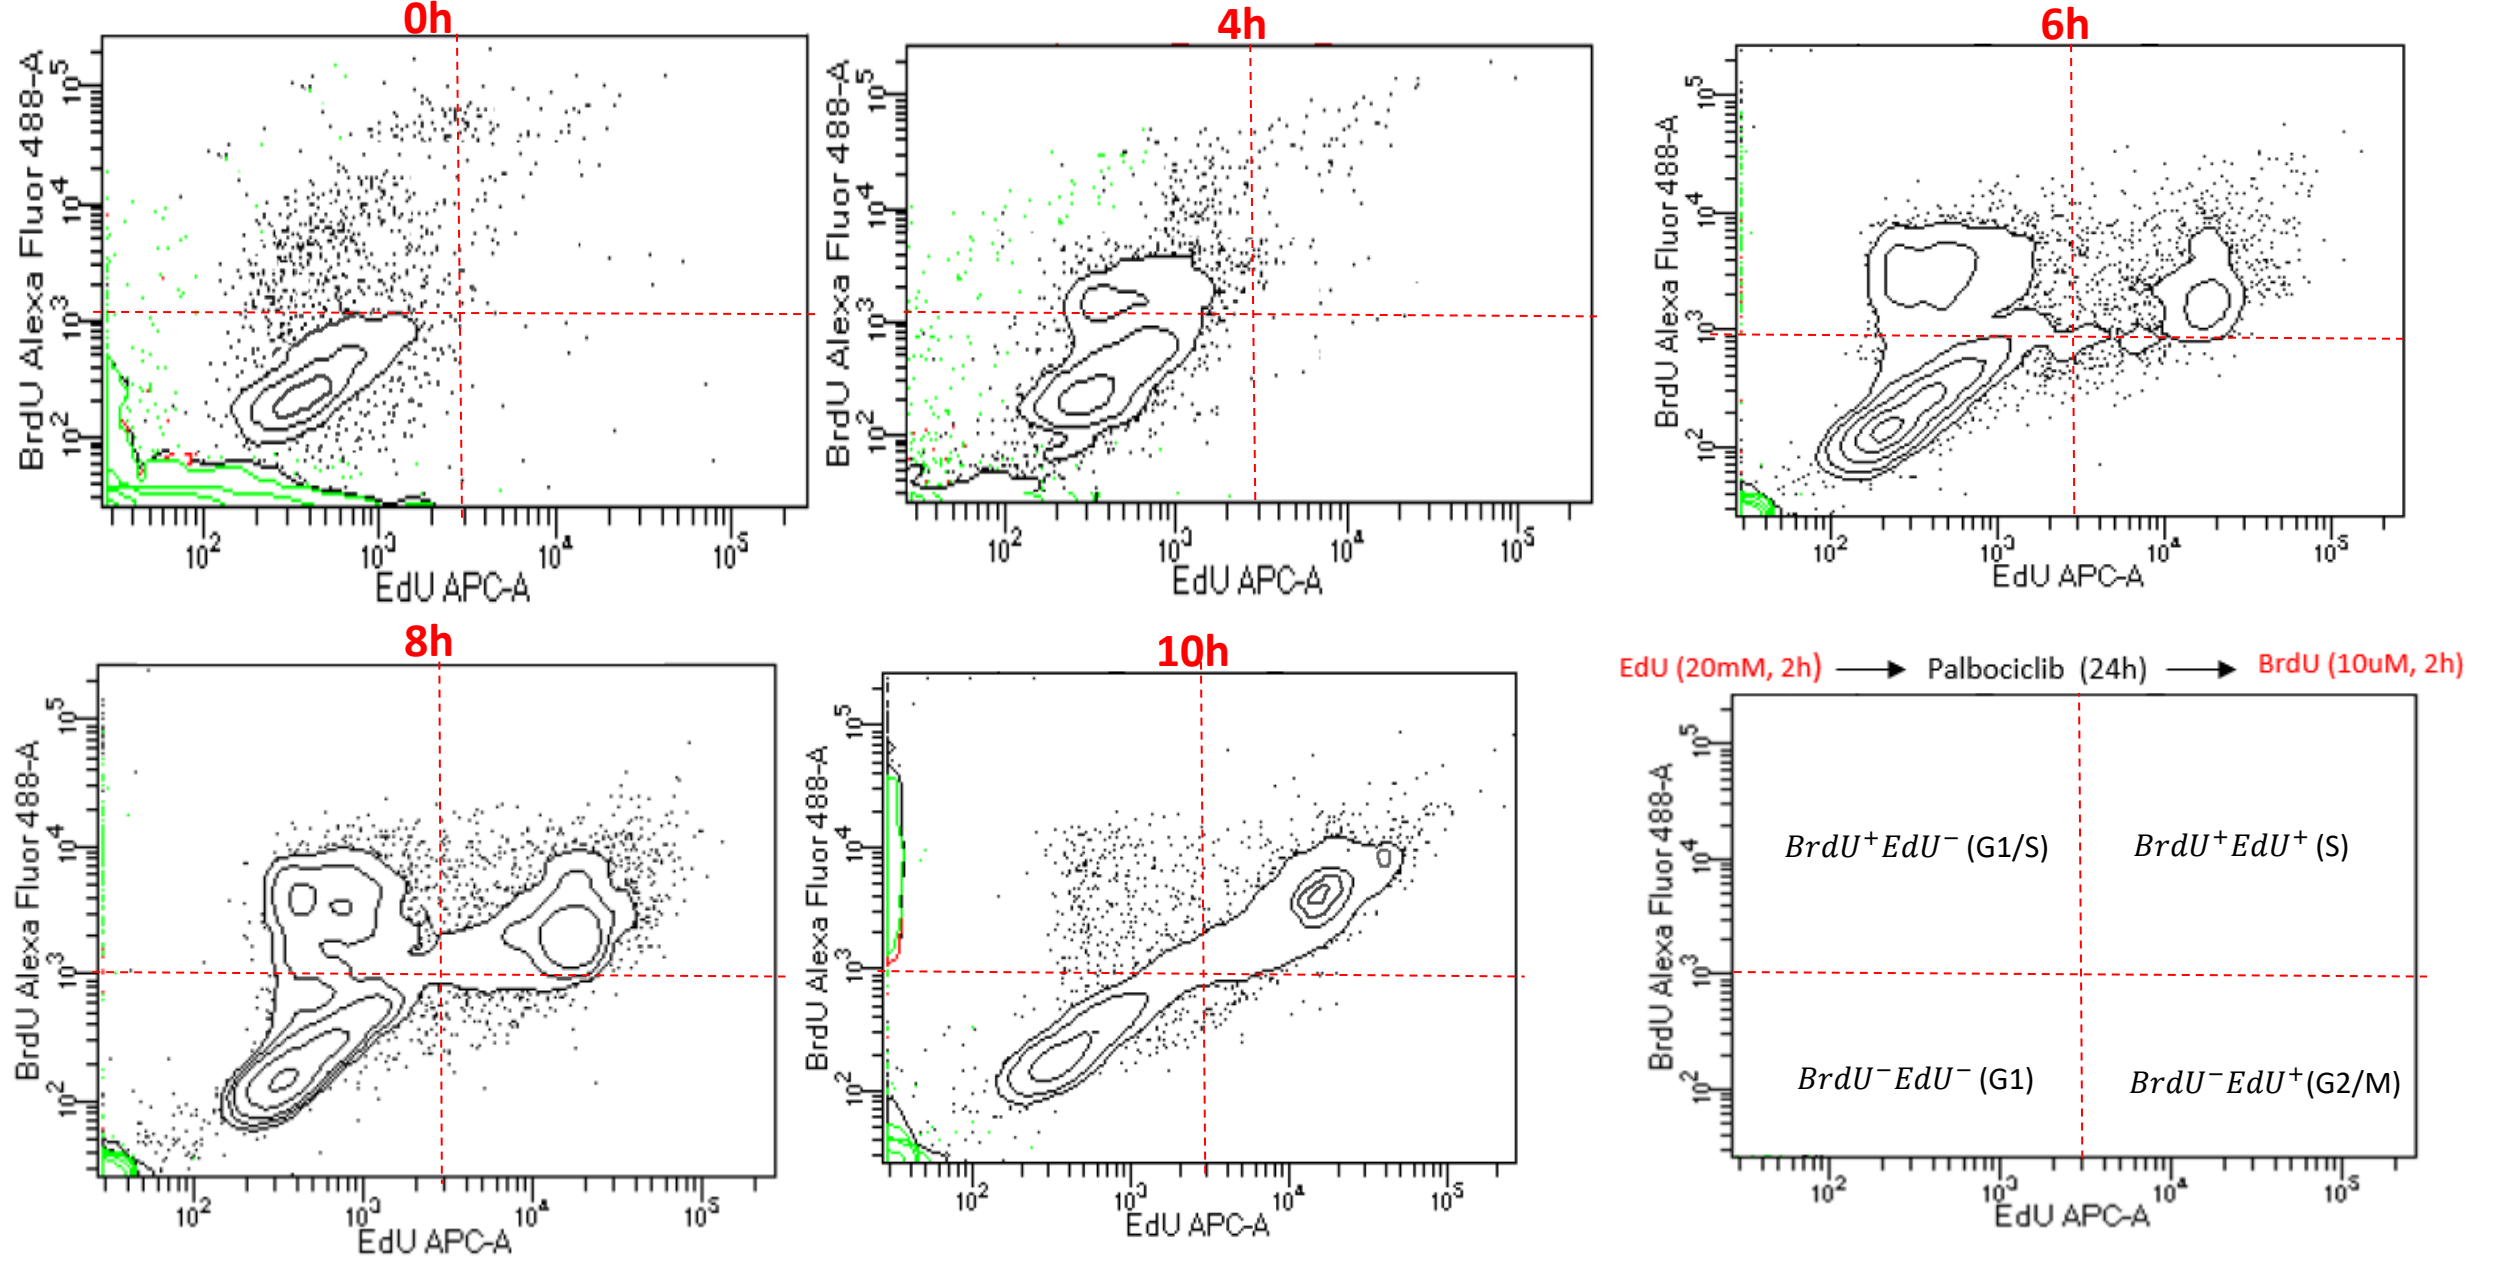 0h
4h
6h
BrdU Alexa Fluor 488-A
10^5
10^4
10^3
10^2
10^2
10^3
10^4
10^5
EdU APC-A
BrdU Alexa Fluor 488-A
10^5
10^4
10^3
10^2
10^2
10^3
10^4
10^5
EdU APC-A
BrdU Alexa Fluor 488-A
10^5
10^4
10^3
10^2
10^2
10^3
10^4
10^5
EdU APC-A
8h
10h
EdU (20mM, 2h) → Palbociclib (24h) → BrdU (10uM, 2h)
BrdU Alexa Fluor 488-A
10^5
10^4
10^3
10^2
10^2
10^3
10^4
10^5
EdU APC-A
BrdU Alexa Fluor 488-A
10^5
10^4
10^3
10^2
10^2
10^3
10^4
10^5
EdU APC-A
BrdU Alexa Fluor 488-A
10^5
10^4
10^3
10^2
BrdU⁺EdU⁻ (G1/S)
BrdU⁺EdU⁺ (S)
BrdU⁻EdU⁻ (G1)
BrdU⁻EdU⁺(G2/M)
10^2
10^3
10^4
10^5
EdU APC-A